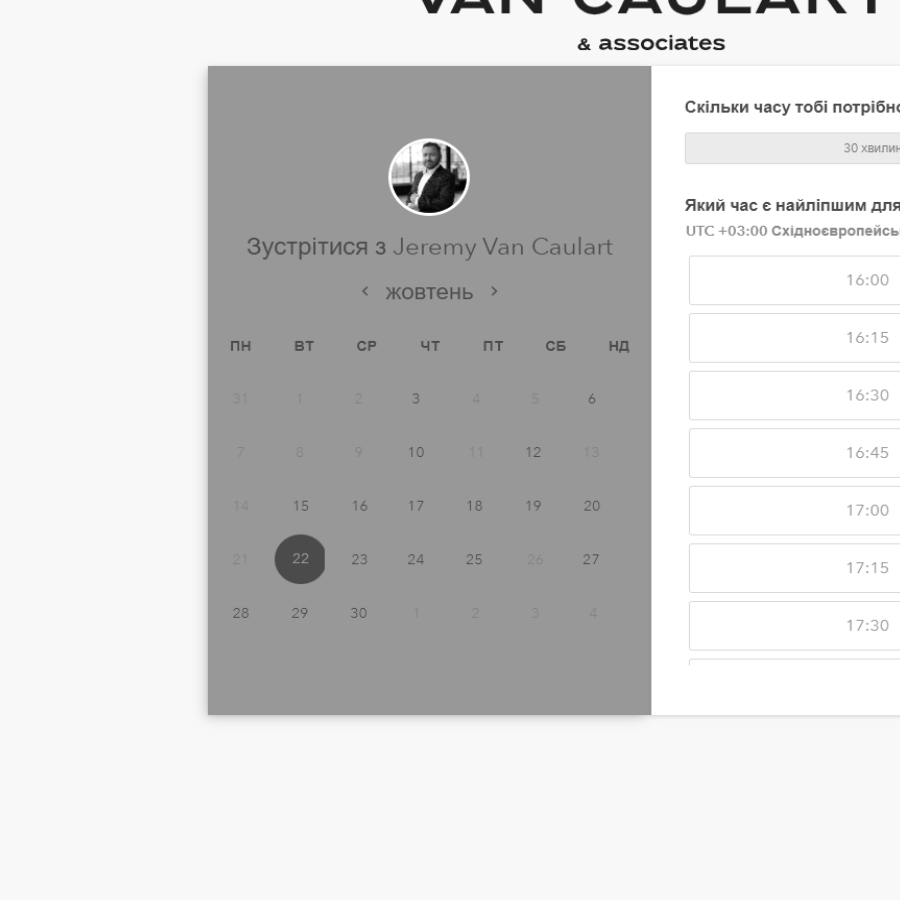 VAN CAULART
& associates
Зустрітися з Jeremy Van Caulart
жовтень
ПН ВТ СР ЧТ ПТ СБ НД
31 1 2 3 4 5 6
7 8 9 10 11 12 13
14 15 16 17 18 19 20
21 22 23 24 25 26 27
28 29 30 1 2 3 4
Скільки часу тобі потрібно
30 хвилин
Який час є найліпшим для
UTC +03:00 Східноєвропейсь
16:00
16:15
16:30
16:45
17:00
17:15
17:30